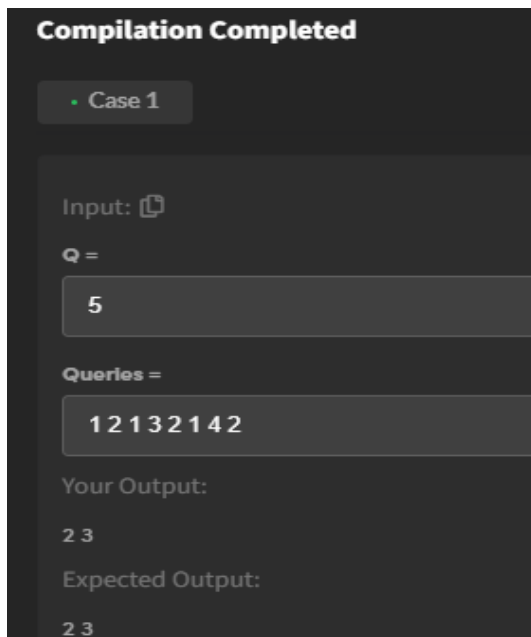 Compilation Completed
• Case 1
Input:
Q =
5
Queries =
1 2 1 3 2 1 4 2
Your Output:
2 3
Expected Output:
2 3